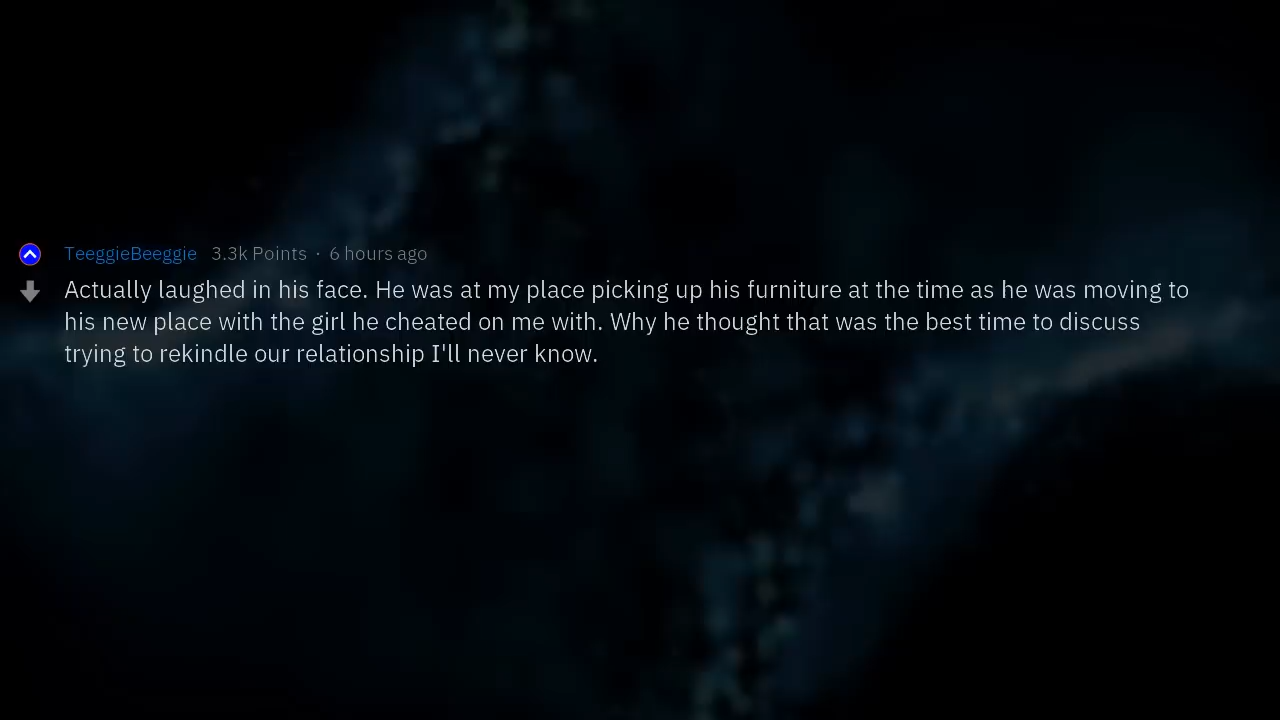 TeeggieBeeggie 3.3k Points · 6 hours ago
Actually laughed in his face. He was at my place picking up his furniture at the time as he was moving to
his new place with the girl he cheated on me with. Why he thought that was the best time to discuss
trying to rekindle our relationship I'll never know.